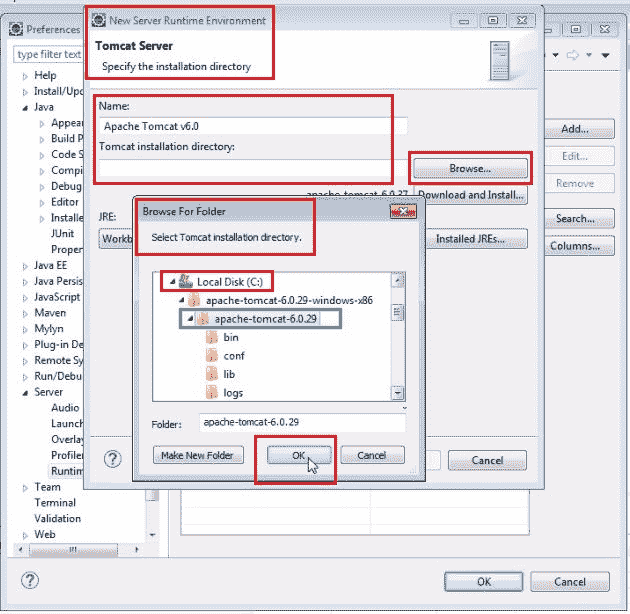 Preferences
type filter text
Help
Install/Upd
Java
Appear
Build P
Code S
Compi
Debug
Editor
Installe
JUnit
Proper
Java EE
Java Persis
JavaScript
Maven
Mylyn
Plug-in De
Remote Sy
Run/Debu
Server
Audio
Launch
Overlay
Profiler
Runtim
Team
Terminal
Validation
Web
New Server Runtime Environment
Tomcat Server
Specify the installation directory
Name:
Apache Tomcat v6.0
Tomcat installation directory:
Browse...
apache-tomcat-6.0.37
Download and Install...
JRE:
Workb
Installed JREs...
Browse For Folder
Select Tomcat installation directory.
Local Disk (C:)
apache-tomcat-6.0.29-windows-x86
apache-tomcat-6.0.29
bin
conf
lib
logs
Folder:
apache-tomcat-6.0.29
Make New Folder
OK
Cancel
Cancel
Add...
Edit...
Remove
Search...
Columns...
OK
Cancel